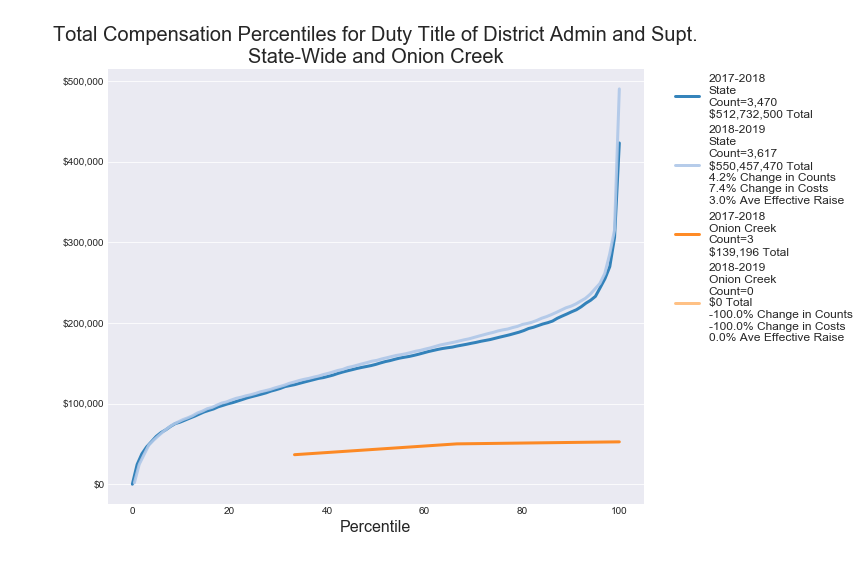 Total Compensation Percentiles for Duty Title of District Admin and Supt.
State-Wide and Onion Creek
$500,000
$400,000
$300,000
$200,000
$100,000
$0
0
20
40
60
80
100
Percentile
2017-2018
State
Count=3,470
$512,732,500 Total
2018-2019
State
Count=3,617
$550,457,470 Total
4.2% Change in Counts
7.4% Change in Costs
3.0% Ave Effective Raise
2017-2018
Onion Creek
Count=3
$139,196 Total
2018-2019
Onion Creek
Count=0
$0 Total
-100.0% Change in Counts
-100.0% Change in Costs
0.0% Ave Effective Raise